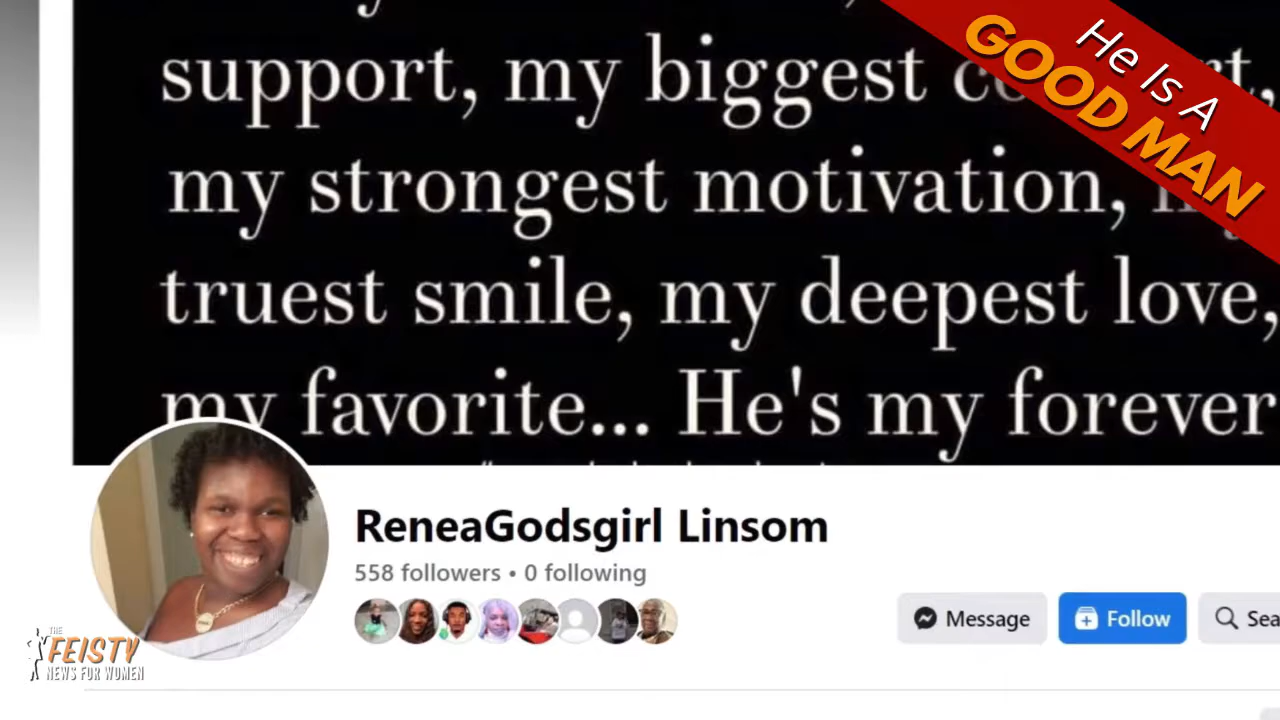 support, my biggest
He Is A
GOOD MAN
my strongest motivation,
truest smile, my deepest love,
my favorite... He's my forever
ReneaGodsgirl Linsom
558 followers • 0 following
Message
Follow
THE
FEISTY
NEWS FOR WOMEN